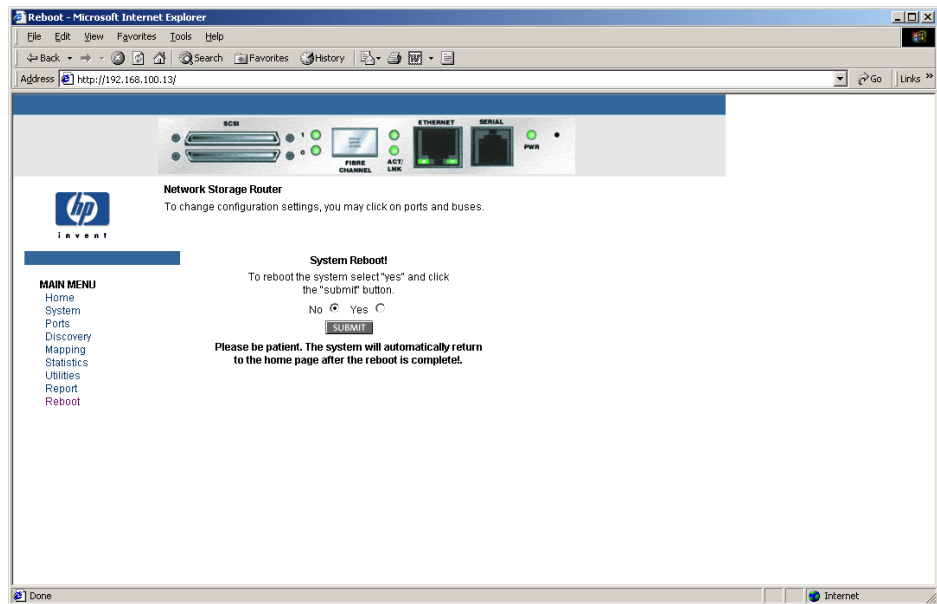 Reboot - Microsoft Internet Explorer
File Edit View Favorites Tools Help
Back Search Favorites History
Address http://192.168.100.13/ Go Links »
SCSI
1
0
FIBRE CHANNEL
ACT/ LNK
ETHERNET
SERIAL
PWR
hp
invent
Network Storage Router
To change configuration settings, you may click on ports and buses.
MAIN MENU
Home
System
Ports
Discovery
Mapping
Statistics
Utilities
Report
Reboot
System Reboot!
To reboot the system select "yes" and click
the "submit" button.
No Yes
SUBMIT
Please be patient. The system will automatically return
to the home page after the reboot is complete!.
Done Internet